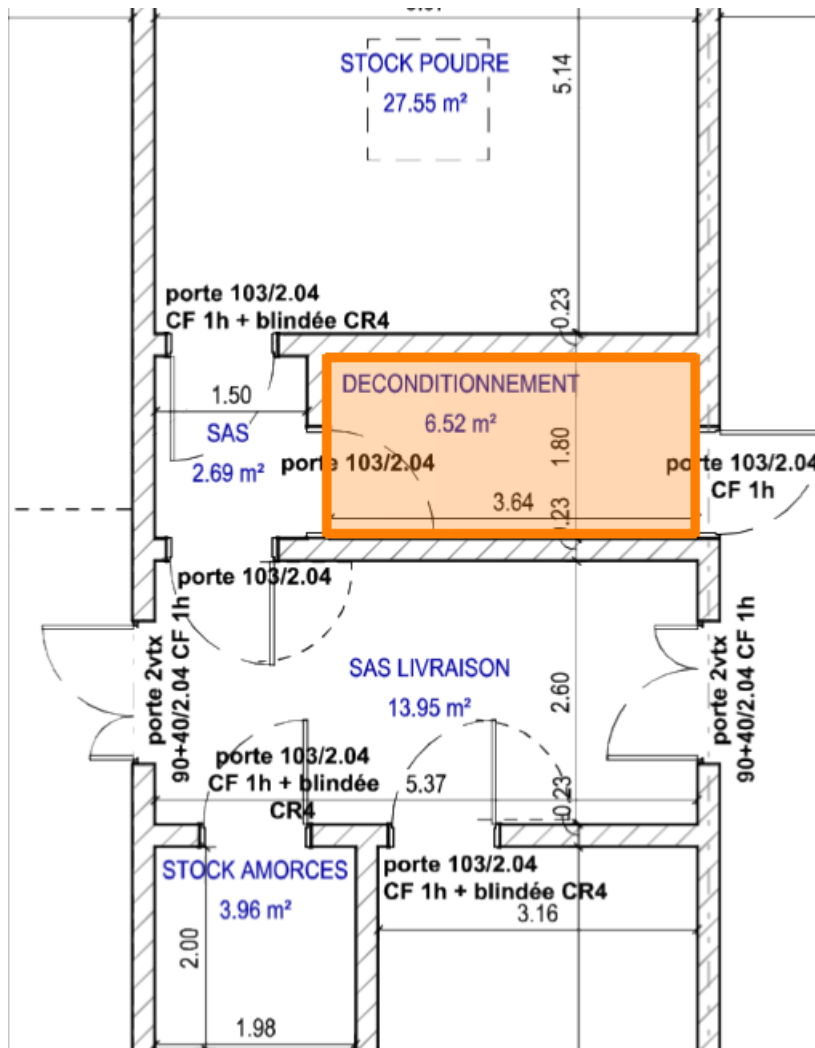 STOCK POUDRE
27.55 m²
5.14
porte 103/2.04
CF 1h + blindée CR4
0.23
DECONDITIONNEMENT
6.52 m²
1.50
SAS
2.69 m²
porte 103/2.04
1.80
porte 103/2.04
CF 1h
3.64
0.23
porte 103/2.04
porte 2vtx
90+40/2.04 CF 1h
SAS LIVRAISON
13.95 m²
2.60
porte 2vtx
90+40/2.04 CF 1h
porte 103/2.04
CF 1h + blindée
CR4
5.37
0.23
STOCK AMORCES
3.96 m²
porte 103/2.04
CF 1h + blindée CR4
3.16
2.00
1.98